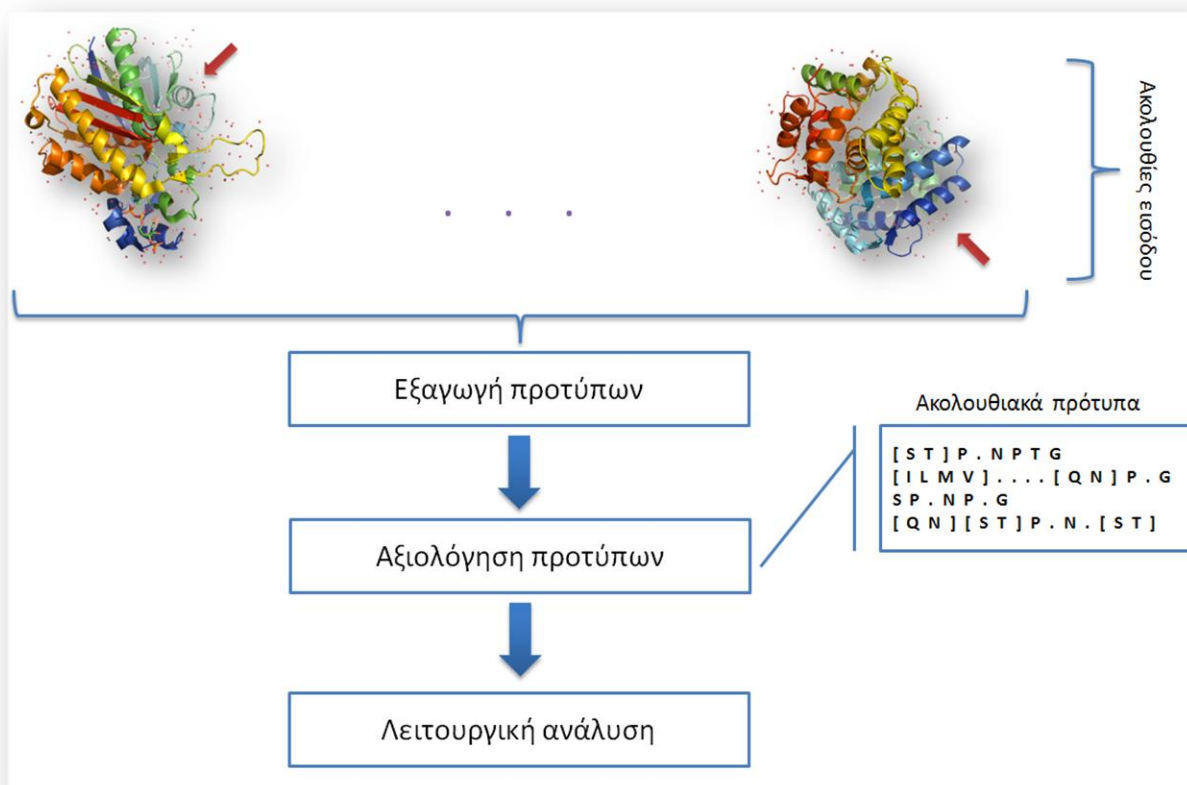 Ακολουθίες εισόδου
Εξαγωγή προτύπων
Ακολουθιακά πρότυπα
[ S T ] P . N P T G
[ I L M V ] . . . . [ Q N ] P . G
S P . N P . G
[ Q N ] [ S T ] P . N . [ S T ]
Αξιολόγηση προτύπων
Λειτουργική ανάλυση